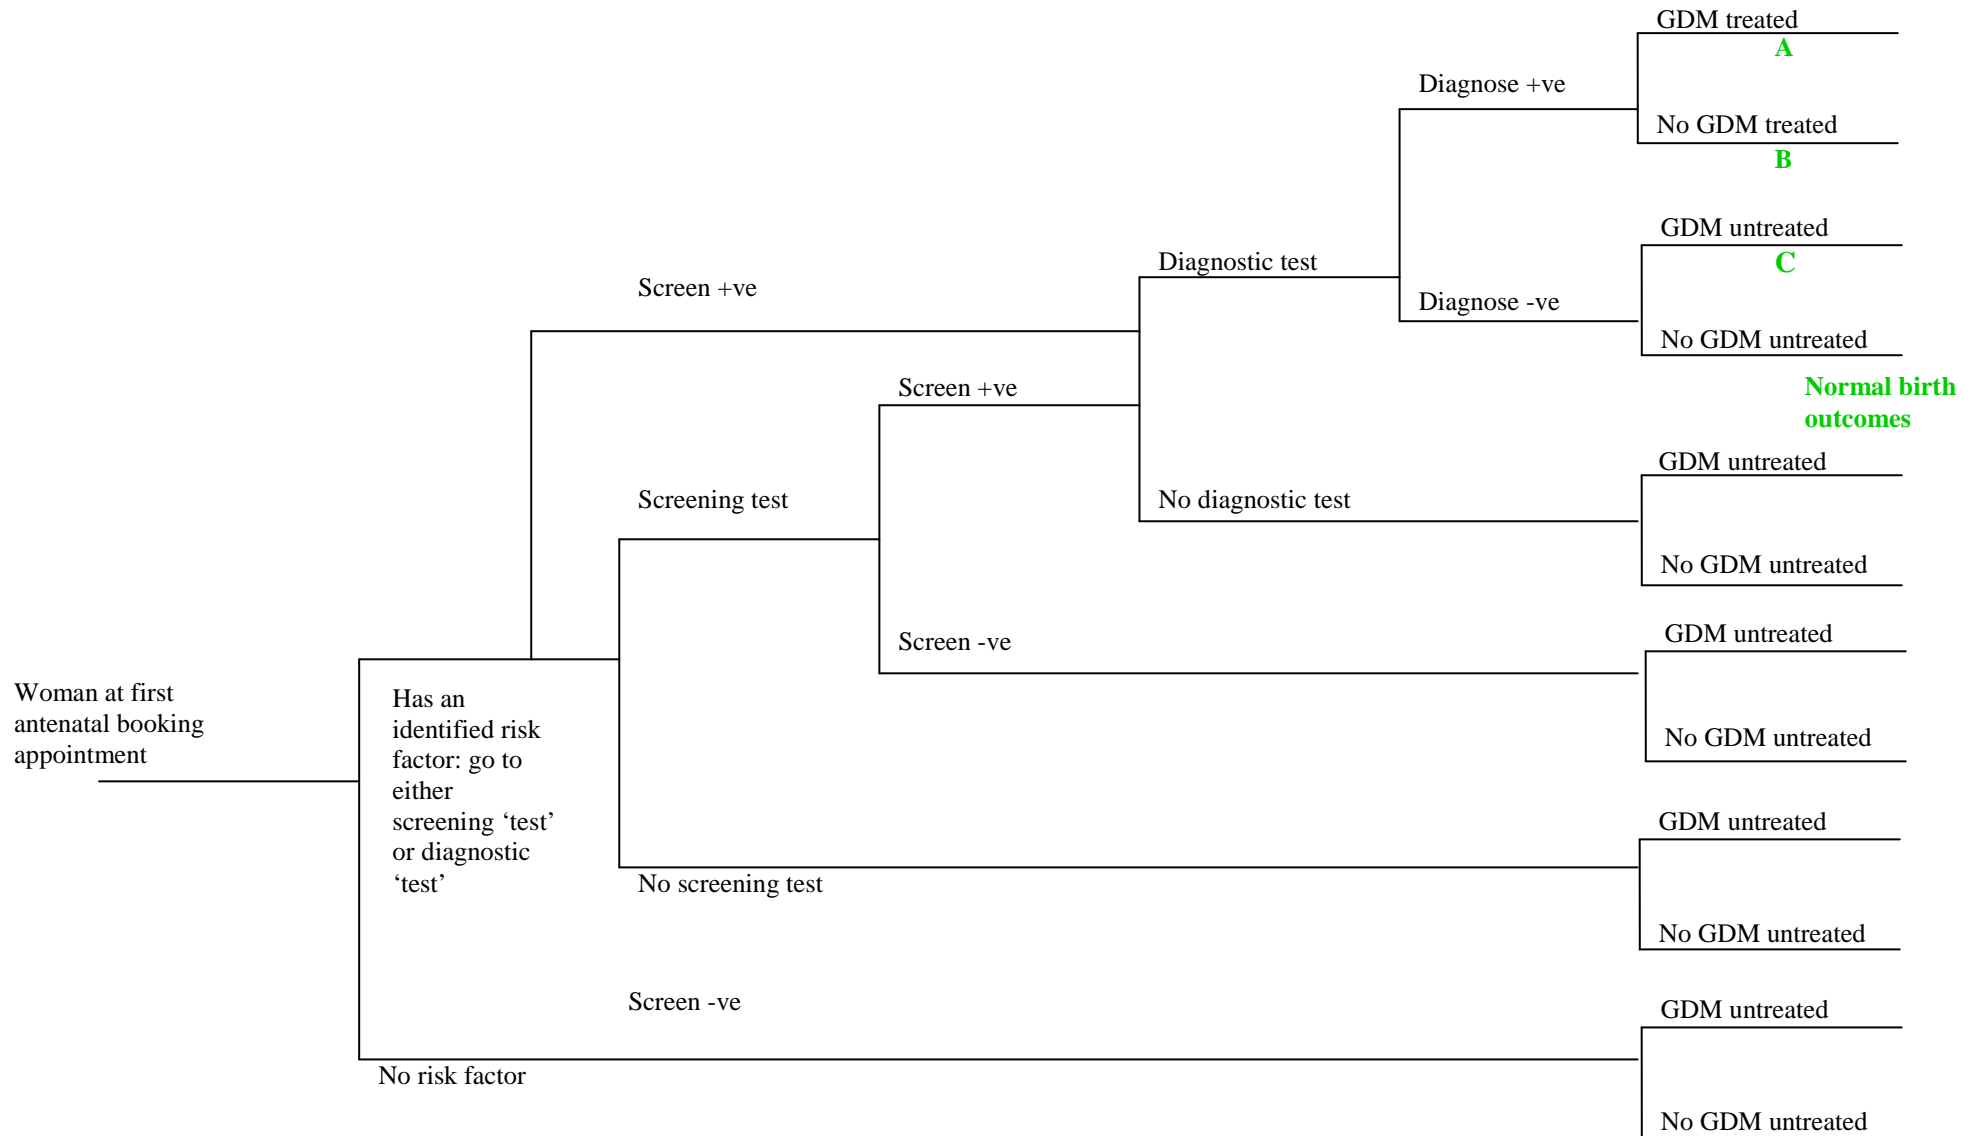 GDM treated
A
Diagnose +ve
No GDM treated
B
GDM untreated
C
Diagnostic test
Screen +ve
Diagnose -ve
No GDM untreated
Screen +ve
Normal birth
outcomes
GDM untreated
Screening test
No diagnostic test
No GDM untreated
GDM untreated
Screen -ve
Woman at first
antenatal booking
appointment
Has an
identified risk
factor: go to
either
screening ‘test’
or diagnostic
‘test’
No GDM untreated
GDM untreated
No screening test
No GDM untreated
Screen -ve
GDM untreated
No risk factor
No GDM untreated